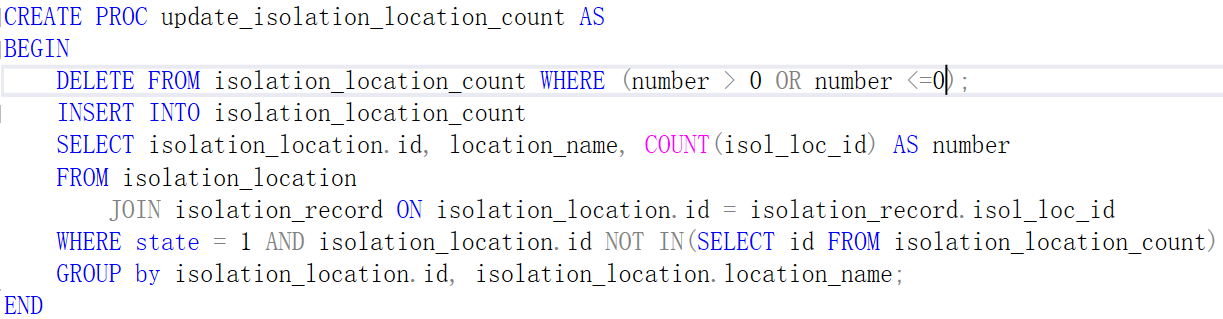 CREATE PROC update_isolation_location_count AS
BEGIN
    DELETE FROM isolation_location_count WHERE (number > 0 OR number <=0);
    INSERT INTO isolation_location_count
    SELECT isolation_location.id, location_name, COUNT(isol_loc_id) AS number
    FROM isolation_location
        JOIN isolation_record ON isolation_location.id = isolation_record.isol_loc_id
    WHERE state = 1 AND isolation_location.id NOT IN(SELECT id FROM isolation_location_count)
    GROUP by isolation_location.id, isolation_location.location_name;
END